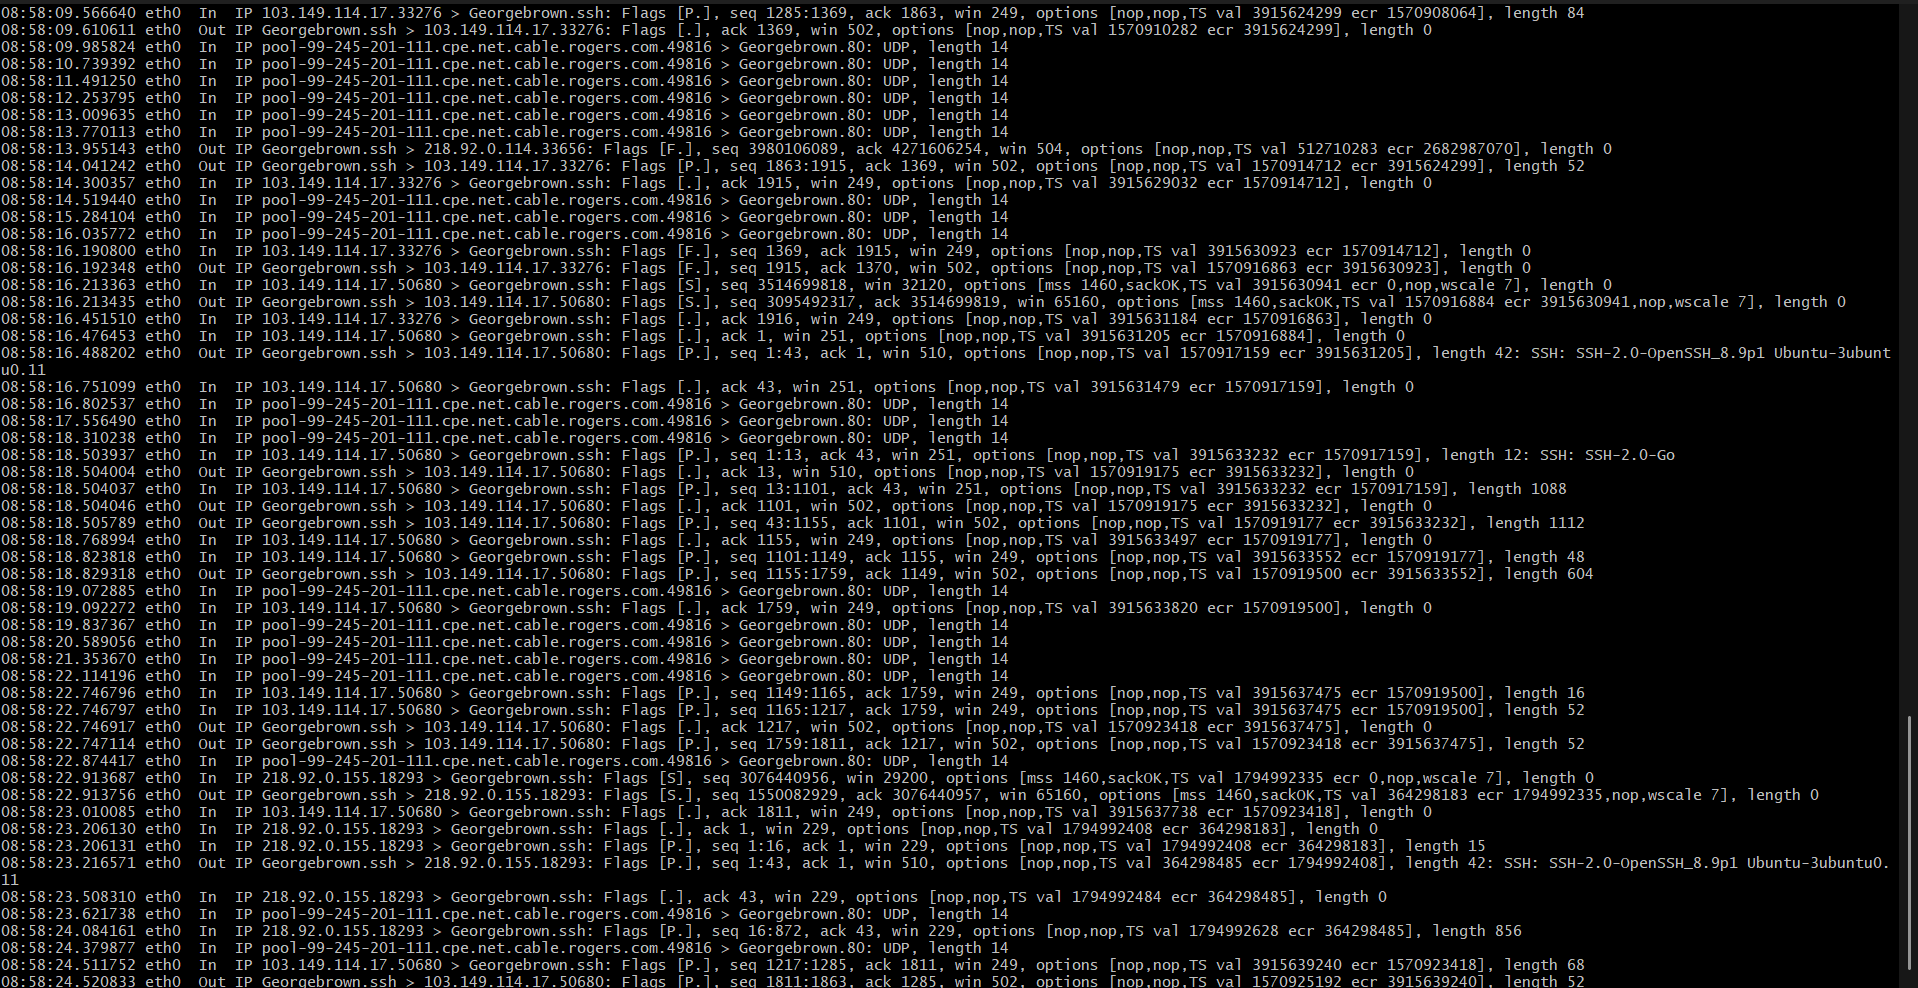 08:58:09.566640 eth0  In  IP 103.149.114.17.33276 > Georgebrown.ssh: Flags [P.], seq 1285:1369, ack 1863, win 249, options [nop,nop,TS val 3915624299 ecr 1570908064], length 84
08:58:09.610611 eth0  Out IP Georgebrown.ssh > 103.149.114.17.33276: Flags [.], ack 1369, win 502, options [nop,nop,TS val 1570910282 ecr 3915624299], length 0
08:58:09.985824 eth0  In  IP pool-99-245-201-111.cpe.net.cable.rogers.com.49816 > Georgebrown.80: UDP, length 14
08:58:10.739392 eth0  In  IP pool-99-245-201-111.cpe.net.cable.rogers.com.49816 > Georgebrown.80: UDP, length 14
08:58:11.491250 eth0  In  IP pool-99-245-201-111.cpe.net.cable.rogers.com.49816 > Georgebrown.80: UDP, length 14
08:58:12.253795 eth0  In  IP pool-99-245-201-111.cpe.net.cable.rogers.com.49816 > Georgebrown.80: UDP, length 14
08:58:13.009635 eth0  In  IP pool-99-245-201-111.cpe.net.cable.rogers.com.49816 > Georgebrown.80: UDP, length 14
08:58:13.770113 eth0  In  IP pool-99-245-201-111.cpe.net.cable.rogers.com.49816 > Georgebrown.80: UDP, length 14
08:58:13.955143 eth0  Out IP Georgebrown.ssh > 218.92.0.114.33656: Flags [F.], seq 3980106089, ack 4271606254, win 504, options [nop,nop,TS val 512710283 ecr 2682987070], length 0
08:58:14.041242 eth0  Out IP Georgebrown.ssh > 103.149.114.17.33276: Flags [P.], seq 1863:1915, ack 1369, win 502, options [nop,nop,TS val 1570914712 ecr 3915624299], length 52
08:58:14.300357 eth0  In  IP 103.149.114.17.33276 > Georgebrown.ssh: Flags [.], ack 1915, win 249, options [nop,nop,TS val 3915629032 ecr 1570914712], length 0
08:58:14.519440 eth0  In  IP pool-99-245-201-111.cpe.net.cable.rogers.com.49816 > Georgebrown.80: UDP, length 14
08:58:15.284104 eth0  In  IP pool-99-245-201-111.cpe.net.cable.rogers.com.49816 > Georgebrown.80: UDP, length 14
08:58:16.035772 eth0  In  IP pool-99-245-201-111.cpe.net.cable.rogers.com.49816 > Georgebrown.80: UDP, length 14
08:58:16.190800 eth0  In  IP 103.149.114.17.33276 > Georgebrown.ssh: Flags [F.], seq 1369, ack 1915, win 249, options [nop,nop,TS val 3915630923 ecr 1570914712], length 0
08:58:16.192348 eth0  Out IP Georgebrown.ssh > 103.149.114.17.33276: Flags [F.], seq 1915, ack 1370, win 502, options [nop,nop,TS val 1570916863 ecr 3915630923], length 0
08:58:16.213363 eth0  In  IP 103.149.114.17.50680 > Georgebrown.ssh: Flags [S], seq 3514699818, win 32120, options [mss 1460,sackOK,TS val 3915630941 ecr 0,nop,wscale 7], length 0
08:58:16.213435 eth0  Out IP Georgebrown.ssh > 103.149.114.17.50680: Flags [S.], seq 3095492317, ack 3514699819, win 65160, options [mss 1460,sackOK,TS val 1570916884 ecr 3915630941,nop,wscale 7], length 0
08:58:16.451510 eth0  In  IP 103.149.114.17.33276 > Georgebrown.ssh: Flags [.], ack 1916, win 249, options [nop,nop,TS val 3915631184 ecr 1570916863], length 0
08:58:16.476453 eth0  In  IP 103.149.114.17.50680 > Georgebrown.ssh: Flags [.], ack 1, win 251, options [nop,nop,TS val 3915631205 ecr 1570916884], length 0
08:58:16.488202 eth0  Out IP Georgebrown.ssh > 103.149.114.17.50680: Flags [P.], seq 1:43, ack 1, win 510, options [nop,nop,TS val 1570917159 ecr 3915631205], length 42: SSH: SSH-2.0-OpenSSH_8.9p1 Ubuntu-3ubunt
u0.11
08:58:16.751099 eth0  In  IP 103.149.114.17.50680 > Georgebrown.ssh: Flags [.], ack 43, win 251, options [nop,nop,TS val 3915631479 ecr 1570917159], length 0
08:58:16.802537 eth0  In  IP pool-99-245-201-111.cpe.net.cable.rogers.com.49816 > Georgebrown.80: UDP, length 14
08:58:17.556490 eth0  In  IP pool-99-245-201-111.cpe.net.cable.rogers.com.49816 > Georgebrown.80: UDP, length 14
08:58:18.310238 eth0  In  IP pool-99-245-201-111.cpe.net.cable.rogers.com.49816 > Georgebrown.80: UDP, length 14
08:58:18.503937 eth0  In  IP 103.149.114.17.50680 > Georgebrown.ssh: Flags [P.], seq 1:13, ack 43, win 251, options [nop,nop,TS val 3915633232 ecr 1570917159], length 12: SSH: SSH-2.0-Go
08:58:18.504004 eth0  Out IP Georgebrown.ssh > 103.149.114.17.50680: Flags [.], ack 13, win 510, options [nop,nop,TS val 1570919175 ecr 3915633232], length 0
08:58:18.504037 eth0  In  IP 103.149.114.17.50680 > Georgebrown.ssh: Flags [P.], seq 13:1101, ack 43, win 251, options [nop,nop,TS val 3915633232 ecr 1570917159], length 1088
08:58:18.504046 eth0  Out IP Georgebrown.ssh > 103.149.114.17.50680: Flags [.], ack 1101, win 502, options [nop,nop,TS val 1570919175 ecr 3915633232], length 0
08:58:18.505789 eth0  Out IP Georgebrown.ssh > 103.149.114.17.50680: Flags [P.], seq 43:1155, ack 1101, win 502, options [nop,nop,TS val 1570919177 ecr 3915633232], length 1112
08:58:18.768994 eth0  In  IP 103.149.114.17.50680 > Georgebrown.ssh: Flags [.], ack 1155, win 249, options [nop,nop,TS val 3915633497 ecr 1570919177], length 0
08:58:18.823818 eth0  In  IP 103.149.114.17.50680 > Georgebrown.ssh: Flags [P.], seq 1101:1149, ack 1155, win 249, options [nop,nop,TS val 3915633552 ecr 1570919177], length 48
08:58:18.829318 eth0  Out IP Georgebrown.ssh > 103.149.114.17.50680: Flags [P.], seq 1155:1759, ack 1149, win 502, options [nop,nop,TS val 1570919500 ecr 3915633552], length 604
08:58:19.072885 eth0  In  IP pool-99-245-201-111.cpe.net.cable.rogers.com.49816 > Georgebrown.80: UDP, length 14
08:58:19.092272 eth0  In  IP 103.149.114.17.50680 > Georgebrown.ssh: Flags [.], ack 1759, win 249, options [nop,nop,TS val 3915633820 ecr 1570919500], length 0
08:58:19.837367 eth0  In  IP pool-99-245-201-111.cpe.net.cable.rogers.com.49816 > Georgebrown.80: UDP, length 14
08:58:20.589056 eth0  In  IP pool-99-245-201-111.cpe.net.cable.rogers.com.49816 > Georgebrown.80: UDP, length 14
08:58:21.353670 eth0  In  IP pool-99-245-201-111.cpe.net.cable.rogers.com.49816 > Georgebrown.80: UDP, length 14
08:58:22.114196 eth0  In  IP pool-99-245-201-111.cpe.net.cable.rogers.com.49816 > Georgebrown.80: UDP, length 14
08:58:22.746796 eth0  In  IP 103.149.114.17.50680 > Georgebrown.ssh: Flags [P.], seq 1149:1165, ack 1759, win 249, options [nop,nop,TS val 3915637475 ecr 1570919500], length 16
08:58:22.746797 eth0  In  IP 103.149.114.17.50680 > Georgebrown.ssh: Flags [P.], seq 1165:1217, ack 1759, win 249, options [nop,nop,TS val 3915637475 ecr 1570919500], length 52
08:58:22.746917 eth0  Out IP Georgebrown.ssh > 103.149.114.17.50680: Flags [.], ack 1217, win 502, options [nop,nop,TS val 1570923418 ecr 3915637475], length 0
08:58:22.747114 eth0  Out IP Georgebrown.ssh > 103.149.114.17.50680: Flags [P.], seq 1759:1811, ack 1217, win 502, options [nop,nop,TS val 1570923418 ecr 3915637475], length 52
08:58:22.874417 eth0  In  IP pool-99-245-201-111.cpe.net.cable.rogers.com.49816 > Georgebrown.80: UDP, length 14
08:58:22.913687 eth0  In  IP 218.92.0.155.18293 > Georgebrown.ssh: Flags [S], seq 3076440956, win 29200, options [mss 1460,sackOK,TS val 1794992335 ecr 0,nop,wscale 7], length 0
08:58:22.913756 eth0  Out IP Georgebrown.ssh > 218.92.0.155.18293: Flags [S.], seq 1550082929, ack 3076440957, win 65160, options [mss 1460,sackOK,TS val 364298183 ecr 1794992335,nop,wscale 7], length 0
08:58:23.010085 eth0  In  IP 103.149.114.17.50680 > Georgebrown.ssh: Flags [.], ack 1811, win 249, options [nop,nop,TS val 3915637738 ecr 1570923418], length 0
08:58:23.206130 eth0  In  IP 218.92.0.155.18293 > Georgebrown.ssh: Flags [.], ack 1, win 229, options [nop,nop,TS val 1794992408 ecr 364298183], length 0
08:58:23.206131 eth0  In  IP 218.92.0.155.18293 > Georgebrown.ssh: Flags [P.], seq 1:16, ack 1, win 229, options [nop,nop,TS val 1794992408 ecr 364298183], length 15
08:58:23.216571 eth0  Out IP Georgebrown.ssh > 218.92.0.155.18293: Flags [P.], seq 1:43, ack 1, win 510, options [nop,nop,TS val 364298485 ecr 1794992408], length 42: SSH: SSH-2.0-OpenSSH_8.9p1 Ubuntu-3ubuntu0.
11
08:58:23.508310 eth0  In  IP 218.92.0.155.18293 > Georgebrown.ssh: Flags [.], ack 43, win 229, options [nop,nop,TS val 1794992484 ecr 364298485], length 0
08:58:23.621738 eth0  In  IP pool-99-245-201-111.cpe.net.cable.rogers.com.49816 > Georgebrown.80: UDP, length 14
08:58:24.084161 eth0  In  IP 218.92.0.155.18293 > Georgebrown.ssh: Flags [P.], seq 16:872, ack 43, win 229, options [nop,nop,TS val 1794992628 ecr 364298485], length 856
08:58:24.379877 eth0  In  IP pool-99-245-201-111.cpe.net.cable.rogers.com.49816 > Georgebrown.80: UDP, length 14
08:58:24.511752 eth0  In  IP 103.149.114.17.50680 > Georgebrown.ssh: Flags [P.], seq 1217:1285, ack 1811, win 249, options [nop,nop,TS val 3915639240 ecr 1570923418], length 68
08:58:24.520833 eth0  Out IP Georgebrown.ssh > 103.149.114.17.50680: Flags [P.], seq 1811:1863, ack 1285, win 502, options [nop,nop,TS val 1570925192 ecr 3915639240], length 52